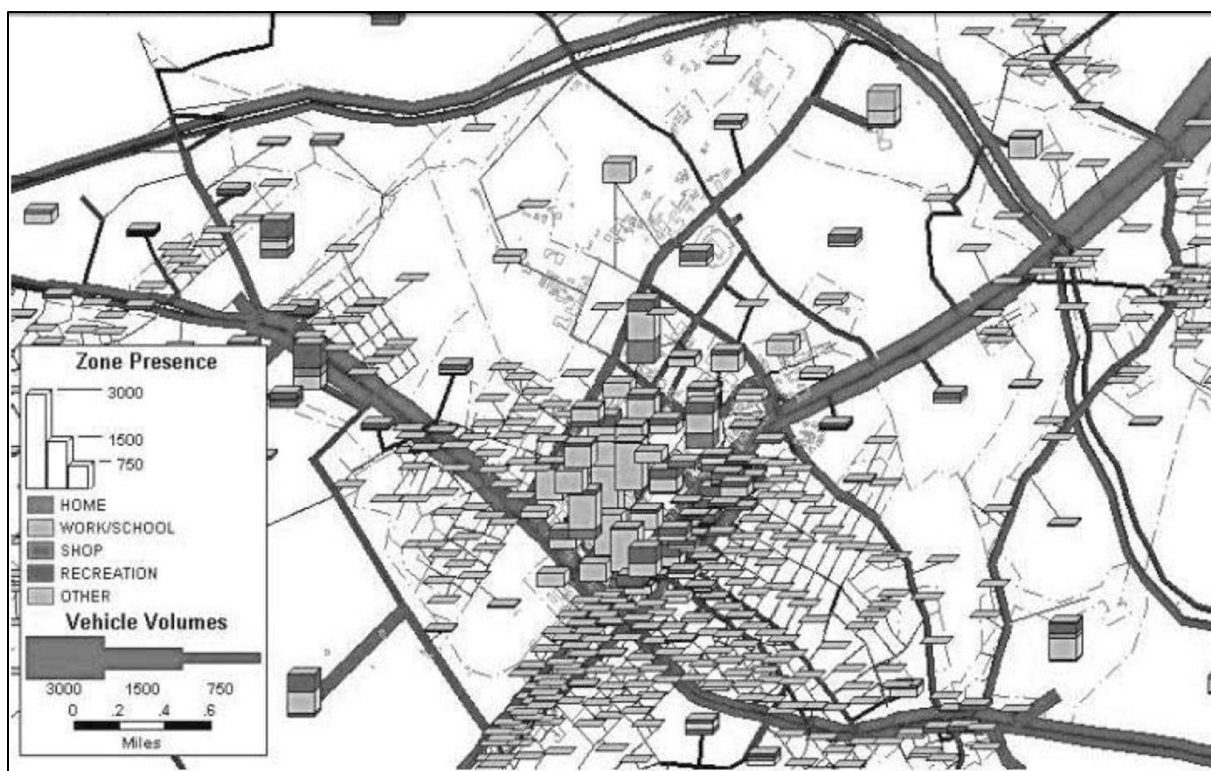 Zone Presence
3000
1500
750
HOME
WORK/SCHOOL
SHOP
RECREATION
OTHER
Vehicle Volumes
3000 1500 750
0 .2 .4 .6
Miles